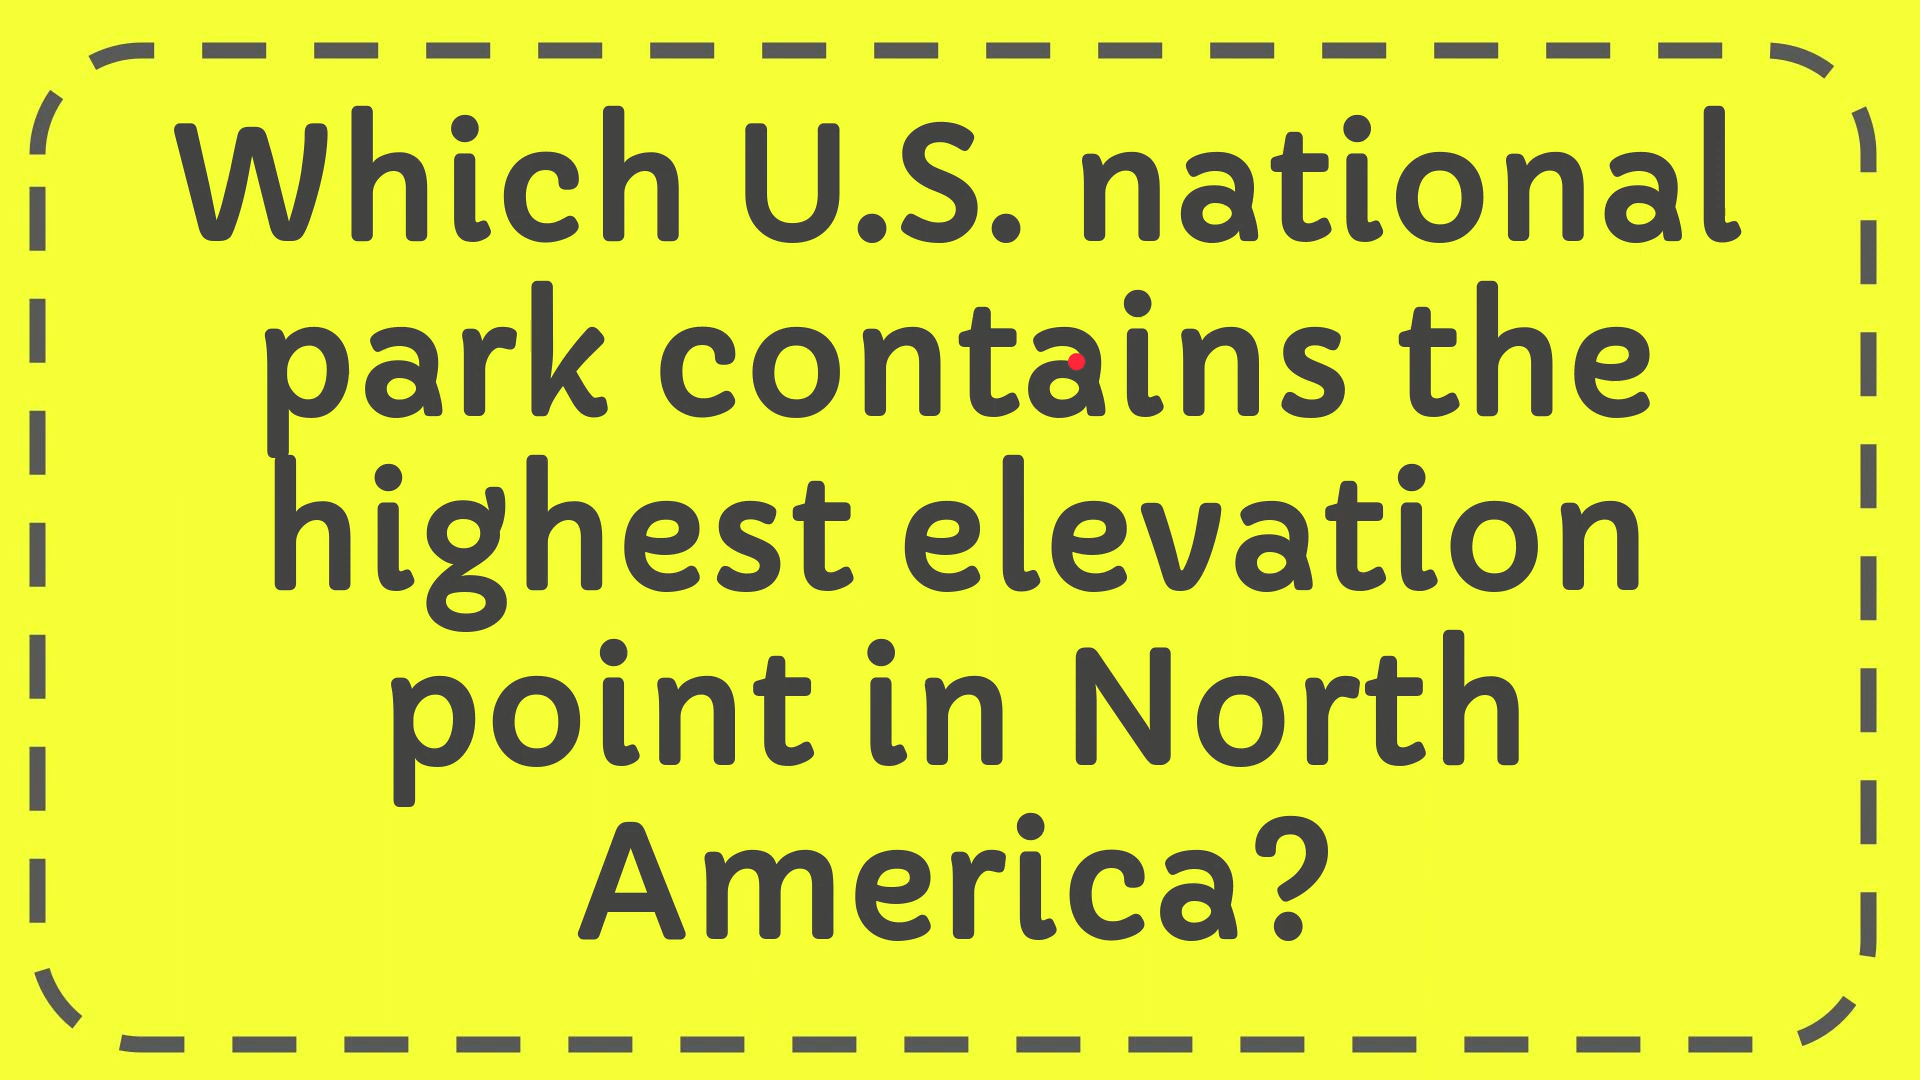 Which U.S. national
park contains the
highest elevation
point in North
America?